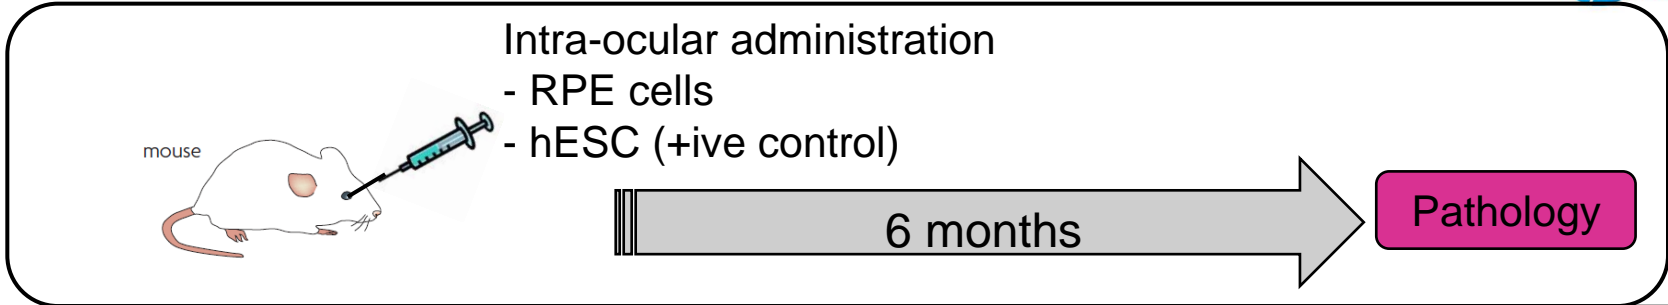 Intra-ocular administration
- RPE cells
- hESC (+ive control)
mouse
6 months
Pathology